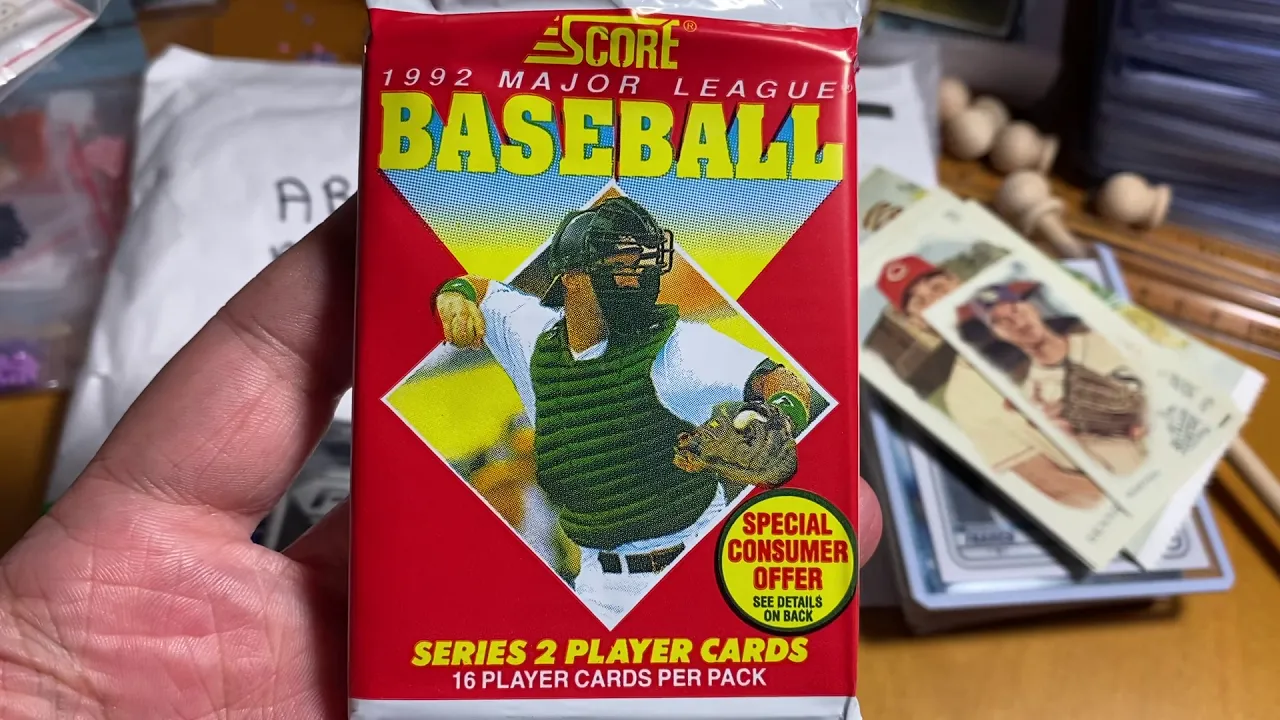 SCORE®
1992 MAJOR LEAGUE®
BASEBALL
SPECIAL
CONSUMER
OFFER
SEE DETAILS
ON BACK
SERIES 2 PLAYER CARDS
16 PLAYER CARDS PER PACK